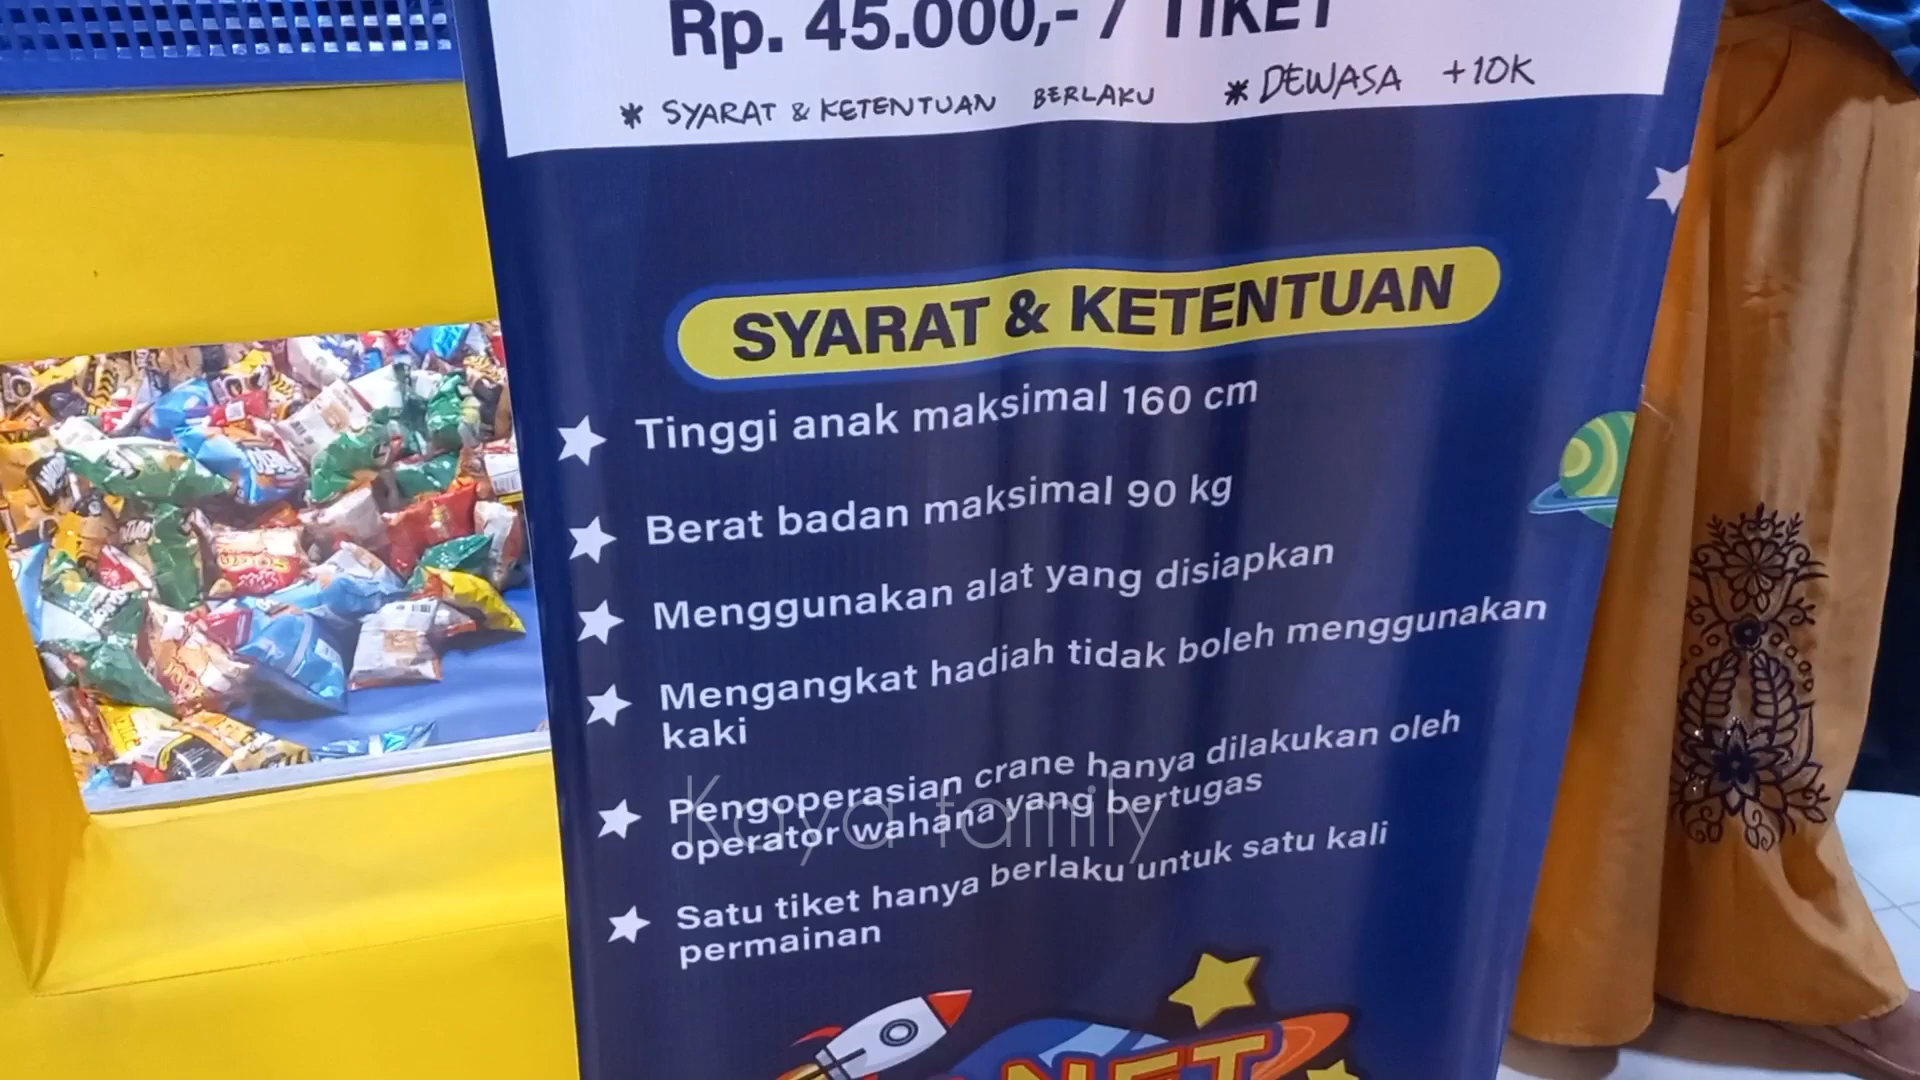 Rp. 45.000,- / TIKET
* SYARAT & KETENTUAN BERLAKU * DEWASA +10K
SYARAT & KETENTUAN
Tinggi anak maksimal 160 cm
Berat badan maksimal 90 kg
Menggunakan alat yang disiapkan
Mengangkat hadiah tidak boleh menggunakan
kaki
Pengoperasian crane hanya dilakukan oleh
operator wahana yang bertugas
Kaya family
Satu tiket hanya berlaku untuk satu kali
permainan